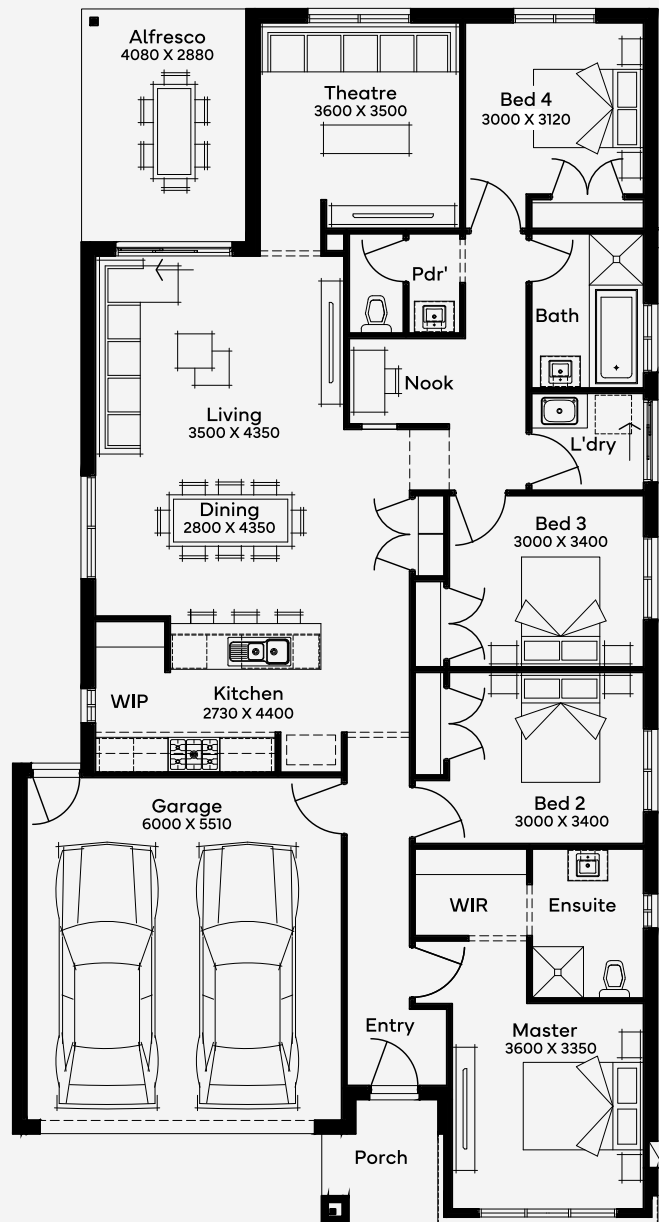 Alfresco
4080 X 2880
Theatre
3600 X 3500
Bed 4
3000 X 3120
Pdr'
Bath
Nook
Living
3500 X 4350
L'dry
Dining
2800 X 4350
Bed 3
3000 X 3400
WIP
Kitchen
2730 X 4400
Garage
6000 X 5510
Bed 2
3000 X 3400
WIR
Ensuite
Entry
Master
3600 X 3350
Porch